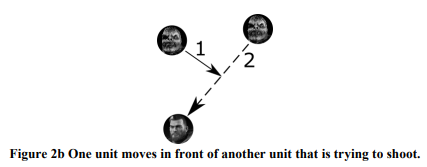 1
2
Figure 2b One unit moves in front of another unit that is trying to shoot.